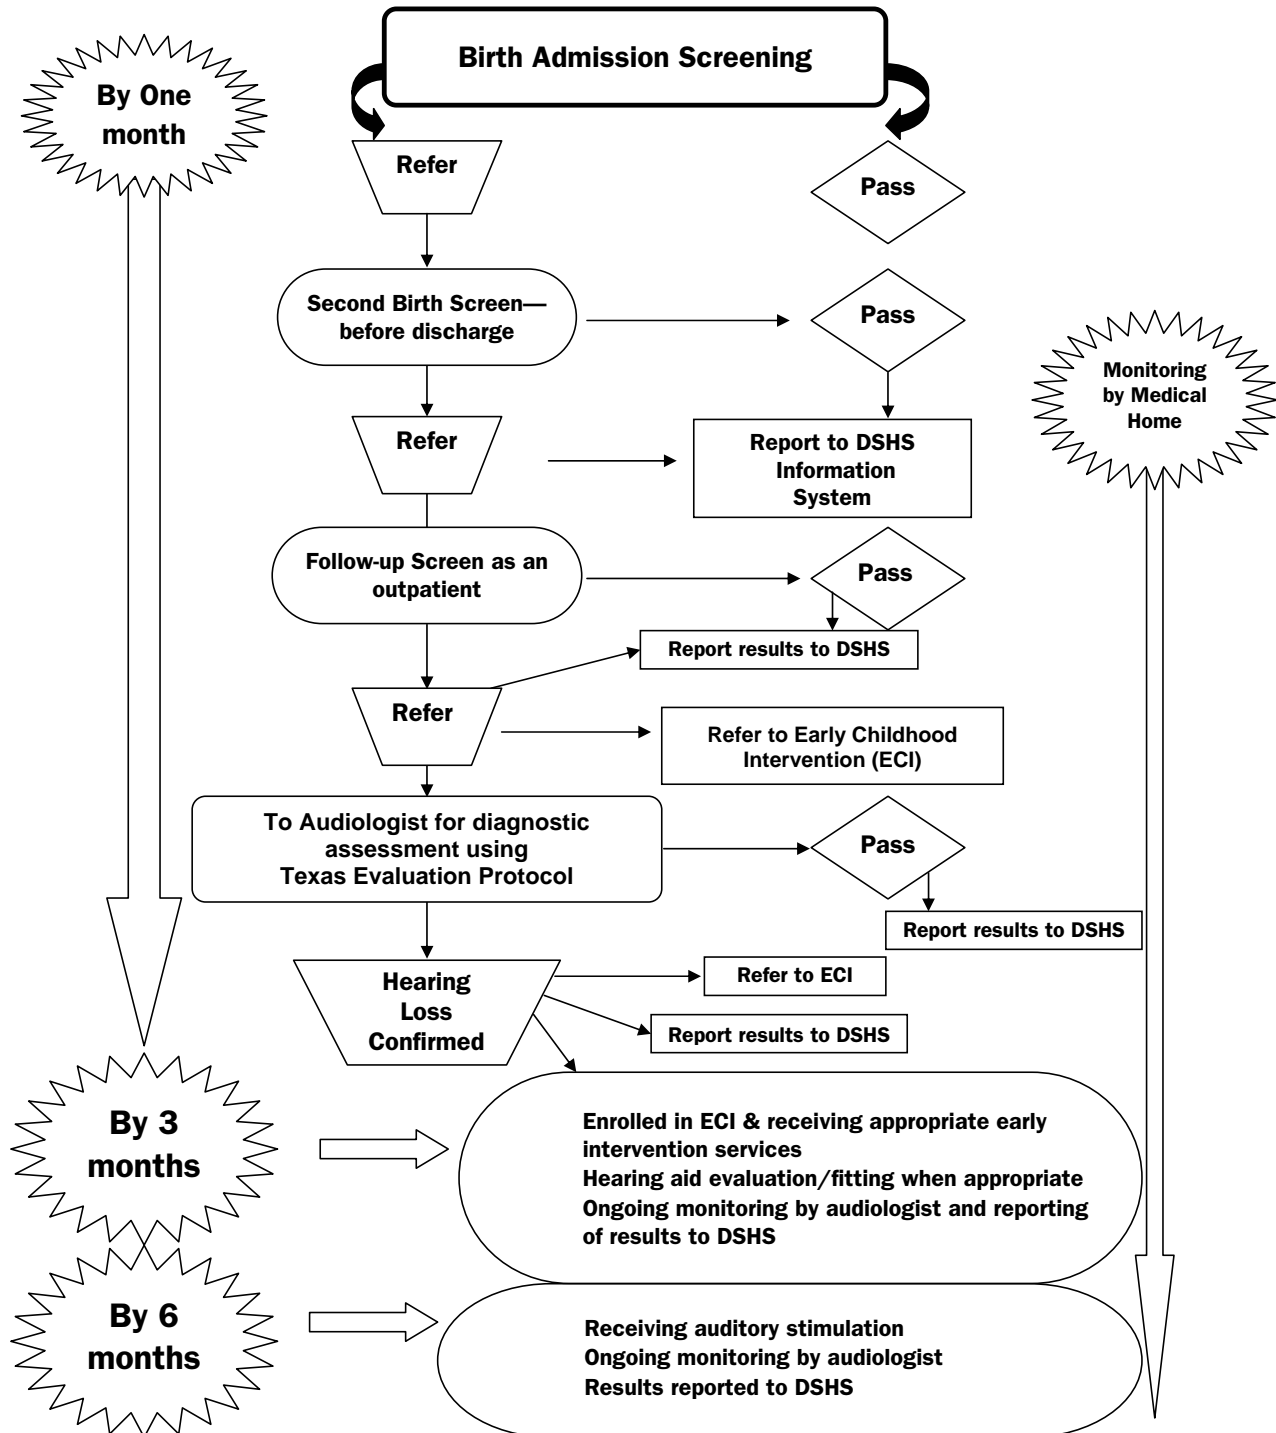 Birth Admission Screening
By One
month
Refer
Pass
Second Birth Screen—
before discharge
Pass
Monitoring
by Medical
Home
Refer
Report to DSHS
Information
System
Follow-up Screen as an
outpatient
Pass
Report results to DSHS
Refer
Refer to Early Childhood
Intervention (ECI)
To Audiologist for diagnostic
assessment using
Texas Evaluation Protocol
Pass
Report results to DSHS
Hearing
Loss
Confirmed
Refer to ECI
Report results to DSHS
By 3
months
Enrolled in ECI & receiving appropriate early
intervention services
Hearing aid evaluation/fitting when appropriate
Ongoing monitoring by audiologist and reporting
of results to DSHS
By 6
months
Receiving auditory stimulation
Ongoing monitoring by audiologist
Results reported to DSHS